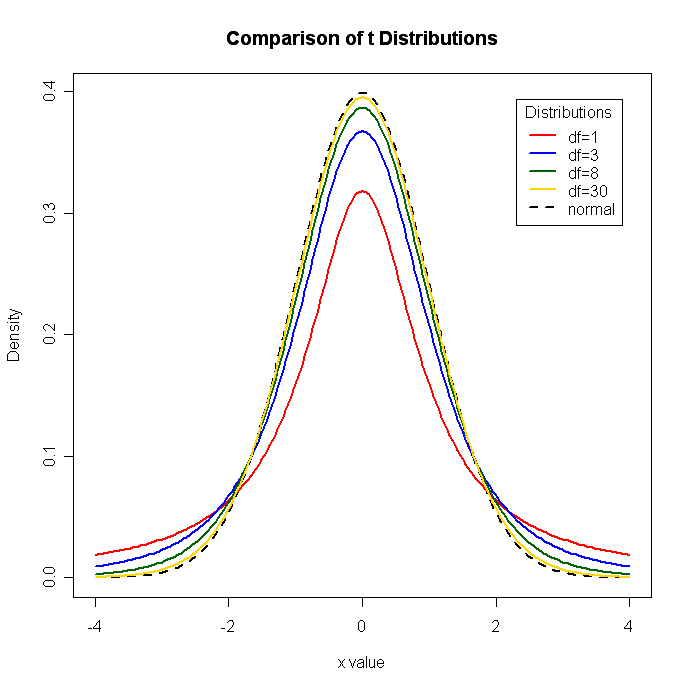 Comparison of t Distributions
Distributions
df=1
df=3
df=8
df=30
normal
Density
0.4
0.3
0.2
0.1
0.0
-4 -2 0 2 4
x value